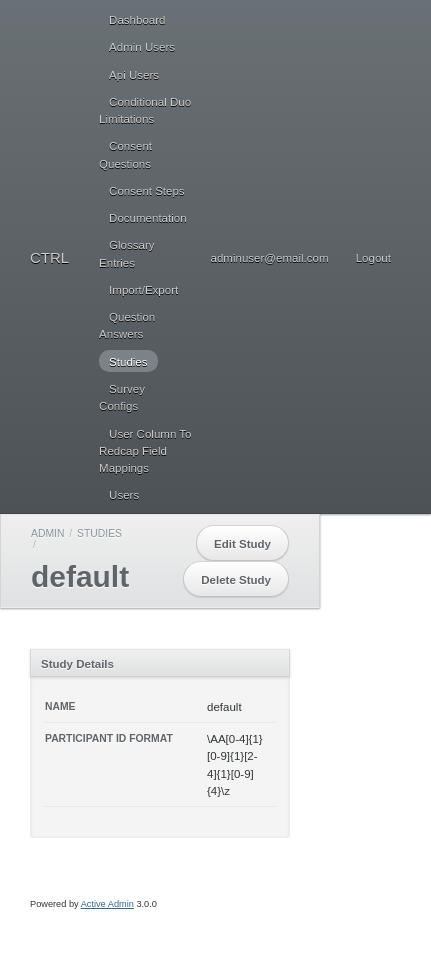 CTRL
Dashboard
Admin Users
Api Users
Conditional Duo
Limitations
Consent
Questions
Consent Steps
Documentation
Glossary
Entries
Import/Export
Question
Answers
Studies
Survey
Configs
User Column To
Redcap Field
Mappings
Users
adminuser@email.com
Logout
ADMIN / STUDIES
/
default
Edit Study
Delete Study
Study Details
NAME default
PARTICIPANT ID FORMAT \AA[0-4]{1}
[0-9]{1}[2-
4]{1}[0-9]
{4}\z
Powered by Active Admin 3.0.0